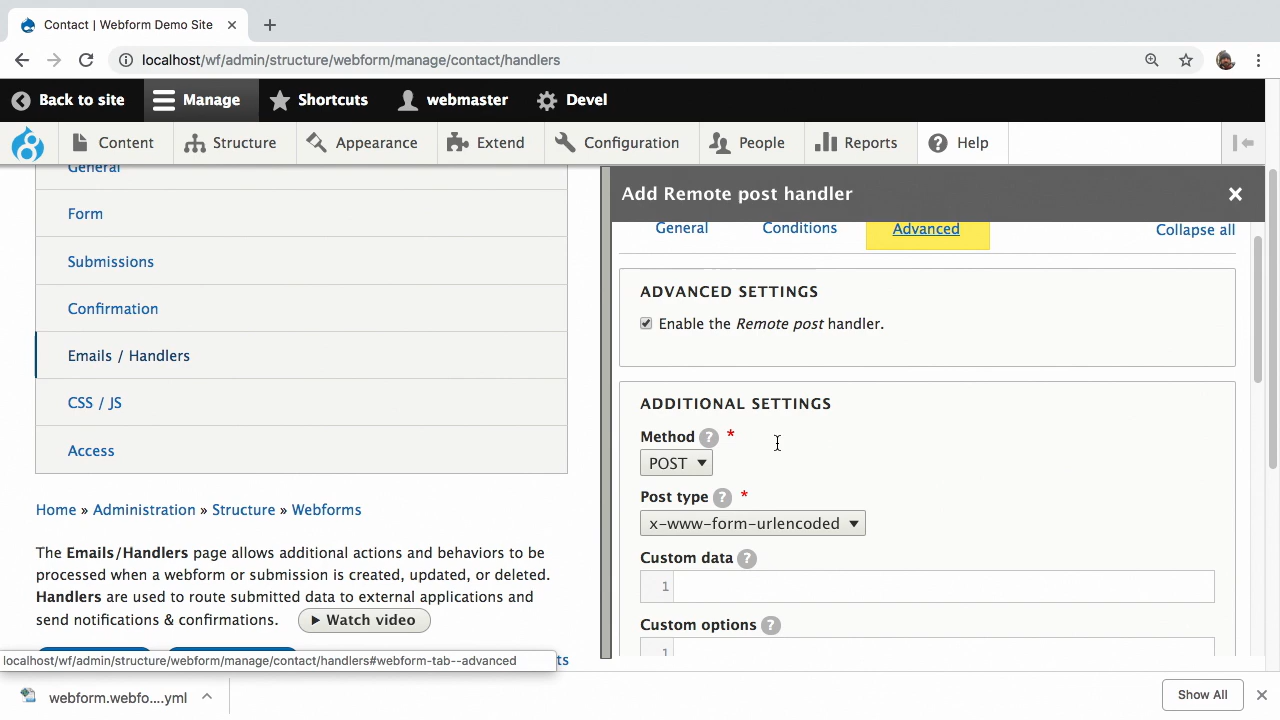 Contact | Webform Demo Site
localhost/wf/admin/structure/webform/manage/contact/handlers
Back to site
Manage
Shortcuts
webmaster
Devel
Content
Structure
Appearance
Extend
Configuration
People
Reports
Help
General
Form
Submissions
Confirmation
Emails / Handlers
CSS / JS
Access
Home » Administration » Structure » Webforms
The Emails/Handlers page allows additional actions and behaviors to be
processed when a webform or submission is created, updated, or deleted.
Handlers are used to route submitted data to external applications and
send notifications & confirmations. Watch video
localhost/wf/admin/structure/webform/manage/contact/handlers#webform-tab--advanced
Add Remote post handler
General
Conditions
Advanced
Collapse all
ADVANCED SETTINGS
Enable the Remote post handler.
ADDITIONAL SETTINGS
Method ? *
POST
Post type ? *
x-www-form-urlencoded
Custom data ?
1
Custom options ?
1
webform.webfo....yml
Show All